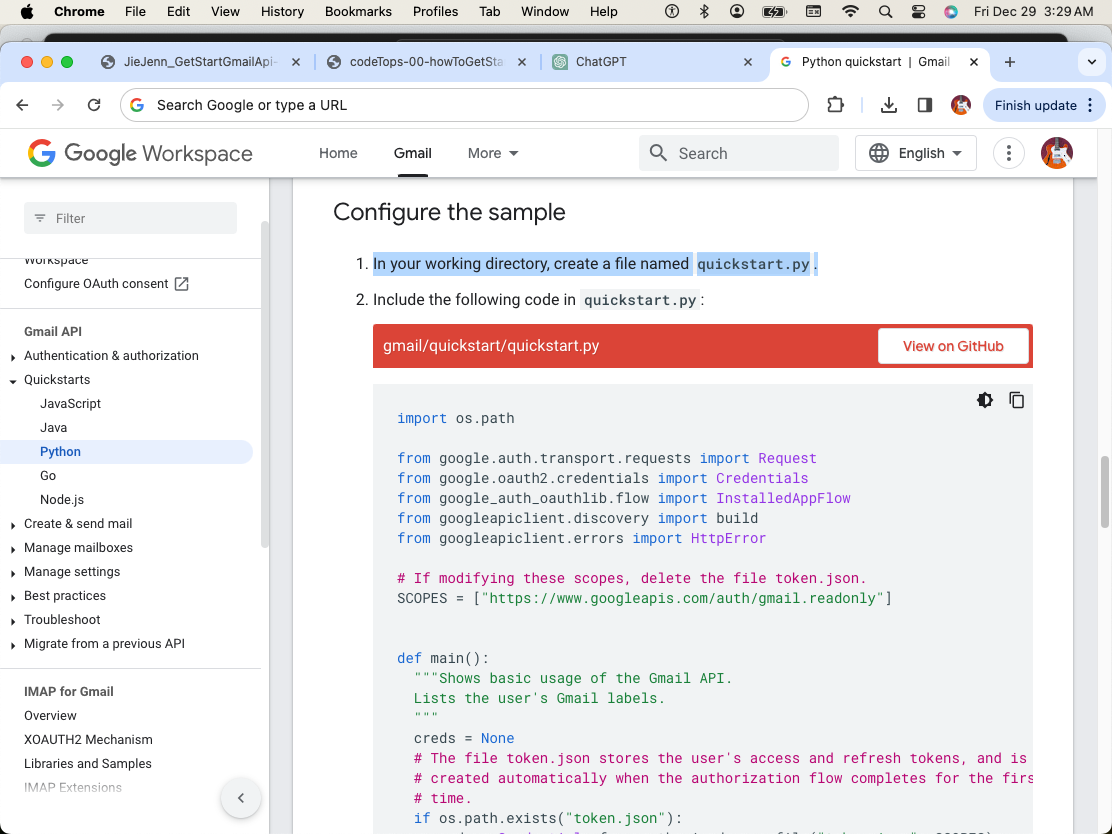 Chrome File Edit View History Bookmarks Profiles Tab Window Help Fri Dec 29 3:29 AM
JieJenn_GetStartGmailApi- codeTops-00-howToGetSta ChatGPT Python quickstart | Gmail
Search Google or type a URL Finish update
Google Workspace Home Gmail More Search English
Filter
Workspace
Configure OAuth consent
Gmail API
Authentication & authorization
Quickstarts
JavaScript
Java
Python
Go
Node.js
Create & send mail
Manage mailboxes
Manage settings
Best practices
Troubleshoot
Migrate from a previous API
IMAP for Gmail
Overview
XOAUTH2 Mechanism
Libraries and Samples
IMAP Extensions
Configure the sample
1. In your working directory, create a file named quickstart.py.
2. Include the following code in quickstart.py:
gmail/quickstart/quickstart.py View on GitHub
import os.path
from google.auth.transport.requests import Request
from google.oauth2.credentials import Credentials
from google_auth_oauthlib.flow import InstalledAppFlow
from googleapiclient.discovery import build
from googleapiclient.errors import HttpError
# If modifying these scopes, delete the file token.json.
SCOPES = ["https://www.googleapis.com/auth/gmail.readonly"]
def main():
"""Shows basic usage of the Gmail API.
Lists the user's Gmail labels.
"""
creds = None
# The file token.json stores the user's access and refresh tokens, and is
# created automatically when the authorization flow completes for the firs
# time.
if os.path.exists("token.json"):